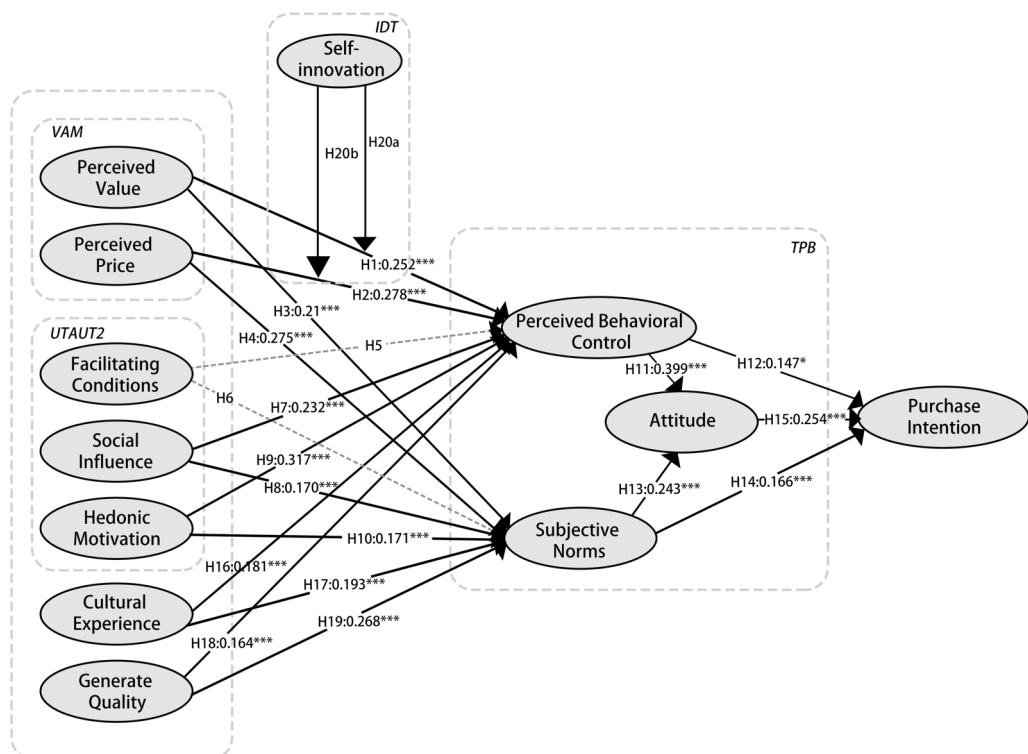 IDT
Self-
innovation
H20b
H20a
VAM
Perceived
Value
Perceived
Price
H1:0.252***
H2:0.278***
H3:0.21***
H4:0.275***
TPB
UTAUT2
Facilitating
Conditions
H5
H6
Social
Influence
H7:0.232***
H9:0.317***
H8:0.170***
Hedonic
Motivation
H10:0.171***
Perceived Behavioral
Control
H11:0.399***
H12:0.147*
Attitude
H15:0.254***
Purchase
Intention
H13:0.243***
H14:0.166***
Subjective
Norms
H16:0.181***
H17:0.193***
Cultural
Experience
H19:0.268***
H18:0.164***
Generate
Quality